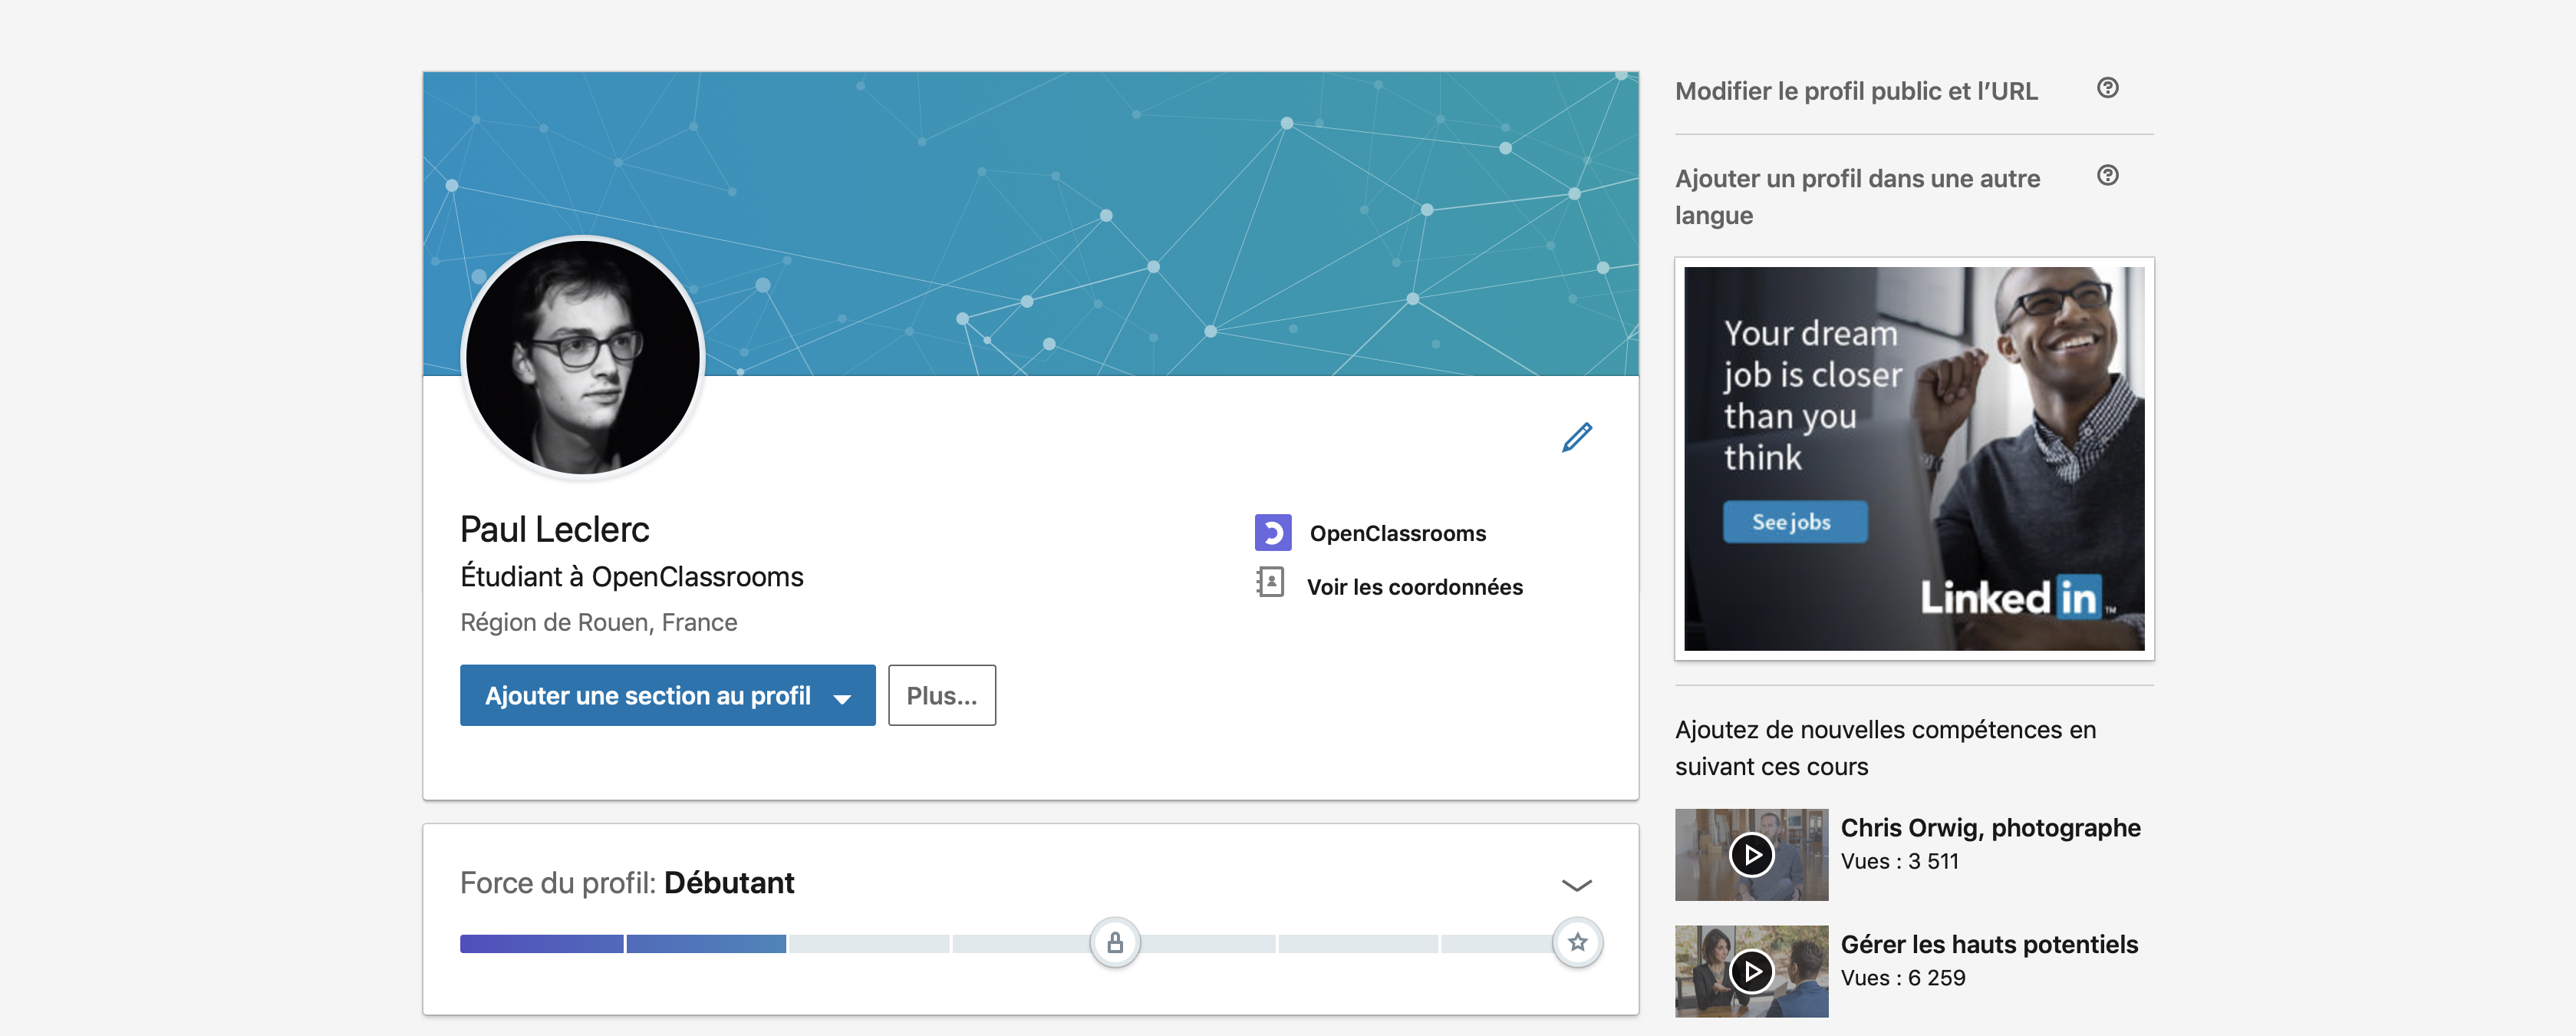 Paul Leclerc
Étudiant à OpenClassrooms
Région de Rouen, France
Ajouter une section au profil
Plus...
OpenClassrooms
Voir les coordonnées
Force du profil: Débutant
Modifier le profil public et l’URL
Ajouter un profil dans une autre
langue
Your dream
job is closer
than you
think
See jobs
Linked in TM
Ajoutez de nouvelles compétences en
suivant ces cours
Chris Orwig, photographe
Vues : 3 511
Gérer les hauts potentiels
Vues : 6 259